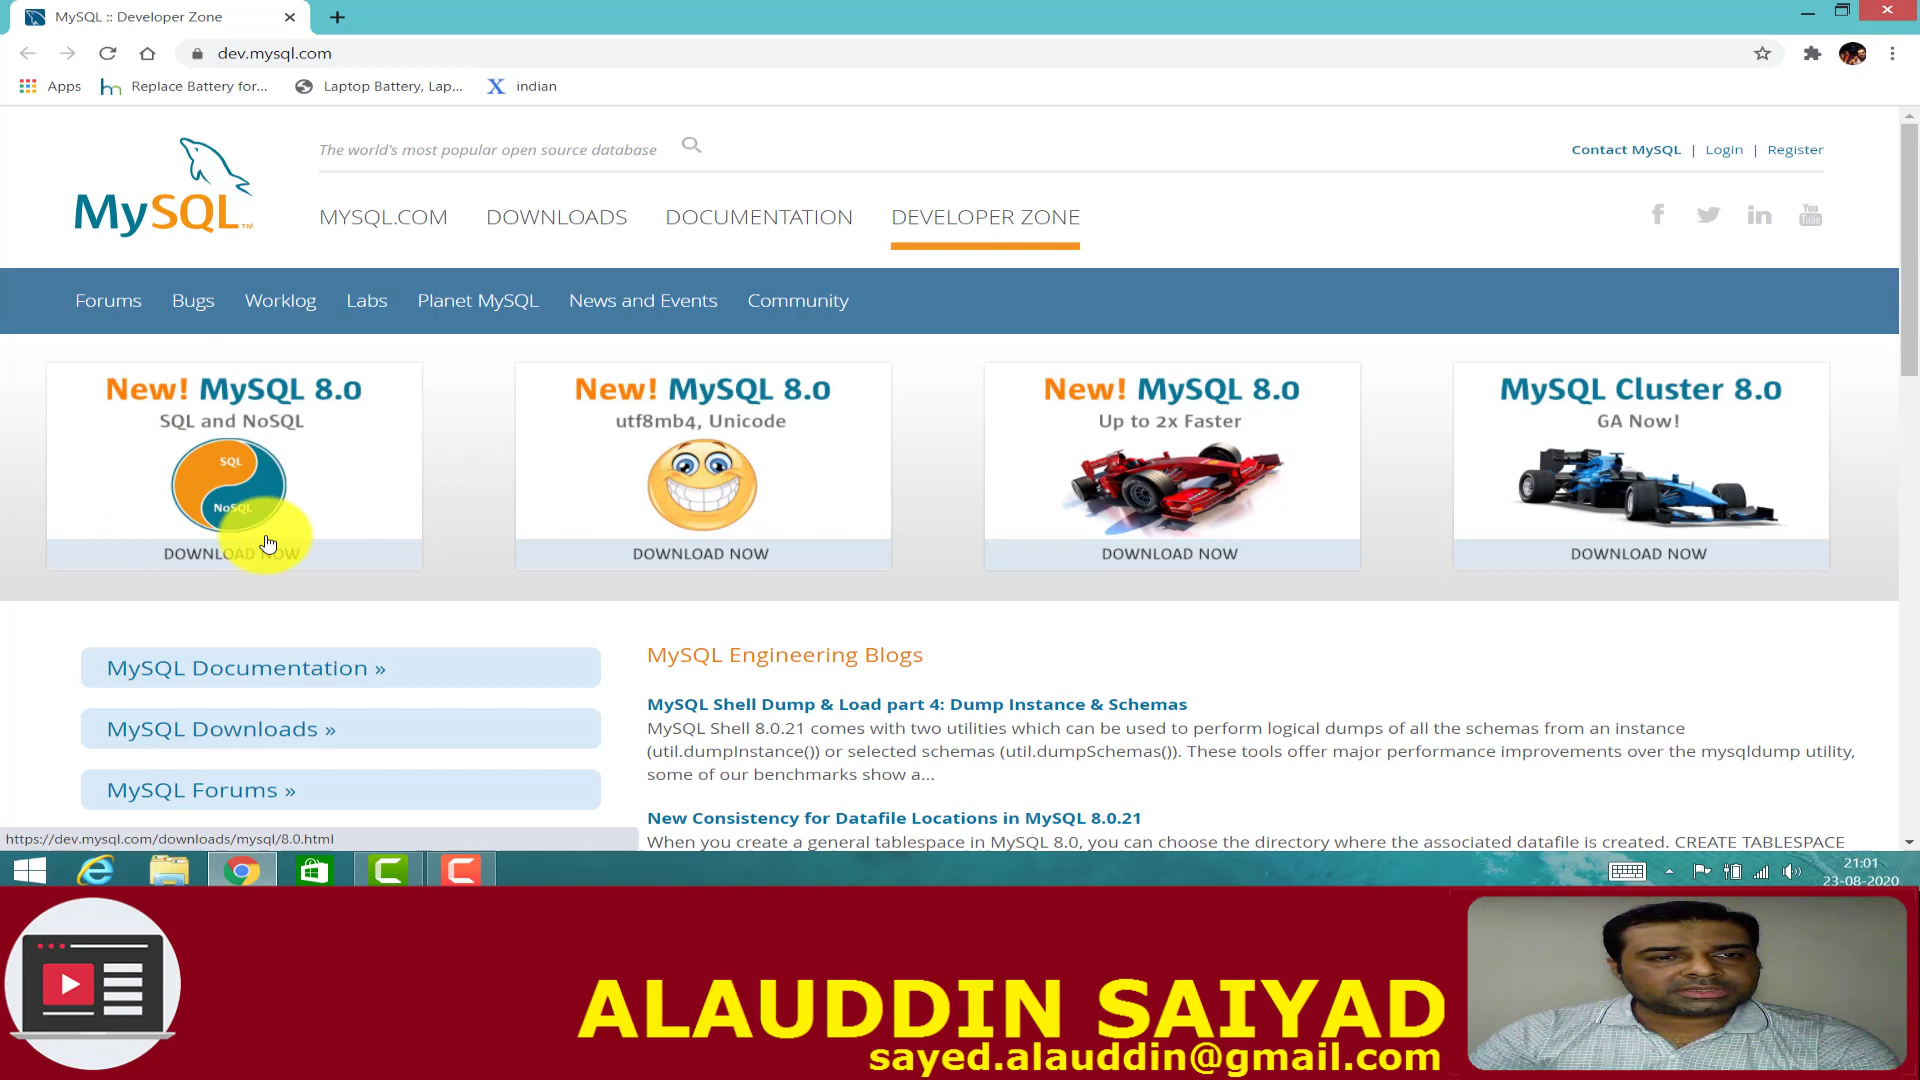 MySQL :: Developer Zone
dev.mysql.com
Apps
Replace Battery for...
Laptop Battery, Lap...
indian
The world's most popular open source database
Contact MySQL | Login | Register
MySQL™
MYSQL.COM DOWNLOADS DOCUMENTATION DEVELOPER ZONE
You Tube
Forums Bugs Worklog Labs Planet MySQL News and Events Community
New! MySQL 8.0
SQL and NoSQL
SQL
NoSQL
DOWNLOAD NOW
New! MySQL 8.0
utf8mb4, Unicode
DOWNLOAD NOW
New! MySQL 8.0
Up to 2x Faster
DOWNLOAD NOW
MySQL Cluster 8.0
GA Now!
DOWNLOAD NOW
MySQL Documentation »
MySQL Downloads »
MySQL Forums »
MySQL Engineering Blogs
MySQL Shell Dump & Load part 4: Dump Instance & Schemas
MySQL Shell 8.0.21 comes with two utilities which can be used to perform logical dumps of all the schemas from an instance
(util.dumpInstance()) or selected schemas (util.dumpSchemas()). These tools offer major performance improvements over the mysqldump utility,
some of our benchmarks show a...
New Consistency for Datafile Locations in MySQL 8.0.21
When you create a general tablespace in MySQL 8.0, you can choose the directory where the associated datafile is created. CREATE TABLESPACE
https://dev.mysql.com/downloads/mysql/8.0.html
21:01
23-08-2020
ALAUDDIN SAIYAD
sayed.alauddin@gmail.com